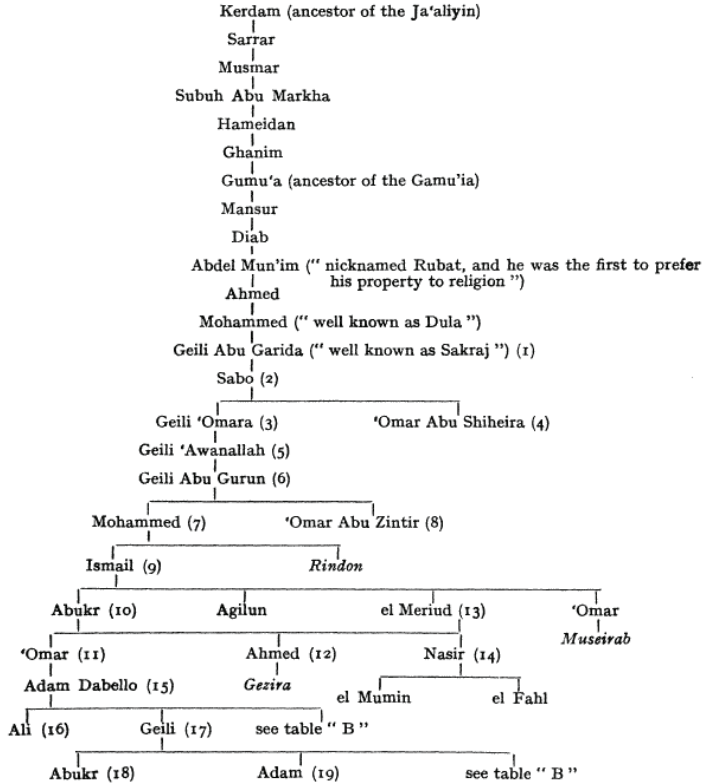 Kerdam (ancestor of the Ja‘aliyin)
Sarrar
Musmar
Subuh Abu Markha
Hameidan
Ghanim
Gumu‘a (ancestor of the Gamu‘ia)
Mansur
Diab
Abdel Mun‘im (“ nicknamed Rubat, and he was the first to prefer
his property to religion ”)
Ahmed
Mohammed (“ well known as Dula ”)
Geili Abu Garida (“ well known as Sakraj ”) (1)
Sabo (2)
Geili ‘Omara (3) ‘Omar Abu Shiheira (4)
Geili ‘Awanallah (5)
Geili Abu Gurun (6)
Mohammed (7) ‘Omar Abu Zintir (8)
Ismail (9) Rindon
Abukr (10) Agilun el Meriud (13) ‘Omar
Museirab
‘Omar (11) Ahmed (12) Nasir (14)
Adam Dabello (15) Gezira
el Mumin el Fahl
Ali (16) Geili (17) see table “ B ”
Abukr (18) Adam (19) see table “ B ”